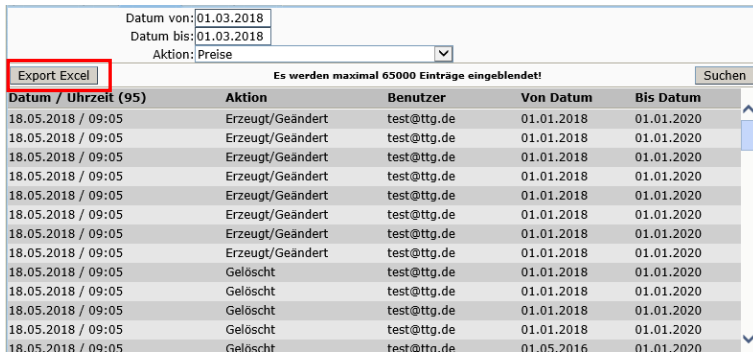 Datum von: 01.03.2018
Datum bis: 01.03.2018
Aktion: Preise
Export Excel Es werden maximal 65000 Einträge eingeblendet! Suchen
Datum / Uhrzeit (95) Aktion Benutzer Von Datum Bis Datum
18.05.2018 / 09:05 Erzeugt/Geändert test@ttg.de 01.01.2018 01.01.2020
18.05.2018 / 09:05 Erzeugt/Geändert test@ttg.de 01.01.2018 01.01.2020
18.05.2018 / 09:05 Erzeugt/Geändert test@ttg.de 01.01.2018 01.01.2020
18.05.2018 / 09:05 Erzeugt/Geändert test@ttg.de 01.01.2018 01.01.2020
18.05.2018 / 09:05 Erzeugt/Geändert test@ttg.de 01.01.2018 01.01.2020
18.05.2018 / 09:05 Erzeugt/Geändert test@ttg.de 01.01.2018 01.01.2020
18.05.2018 / 09:05 Erzeugt/Geändert test@ttg.de 01.01.2018 01.01.2020
18.05.2018 / 09:05 Erzeugt/Geändert test@ttg.de 01.01.2018 01.01.2020
18.05.2018 / 09:05 Gelöscht test@ttg.de 01.01.2018 01.01.2020
18.05.2018 / 09:05 Gelöscht test@ttg.de 01.01.2018 01.01.2020
18.05.2018 / 09:05 Gelöscht test@ttg.de 01.01.2018 01.01.2020
18.05.2018 / 09:05 Gelöscht test@ttg.de 01.01.2018 01.01.2020
18.05.2018 / 09:05 Gelöscht test@ttg.de 01.05.2016 01.01.2020